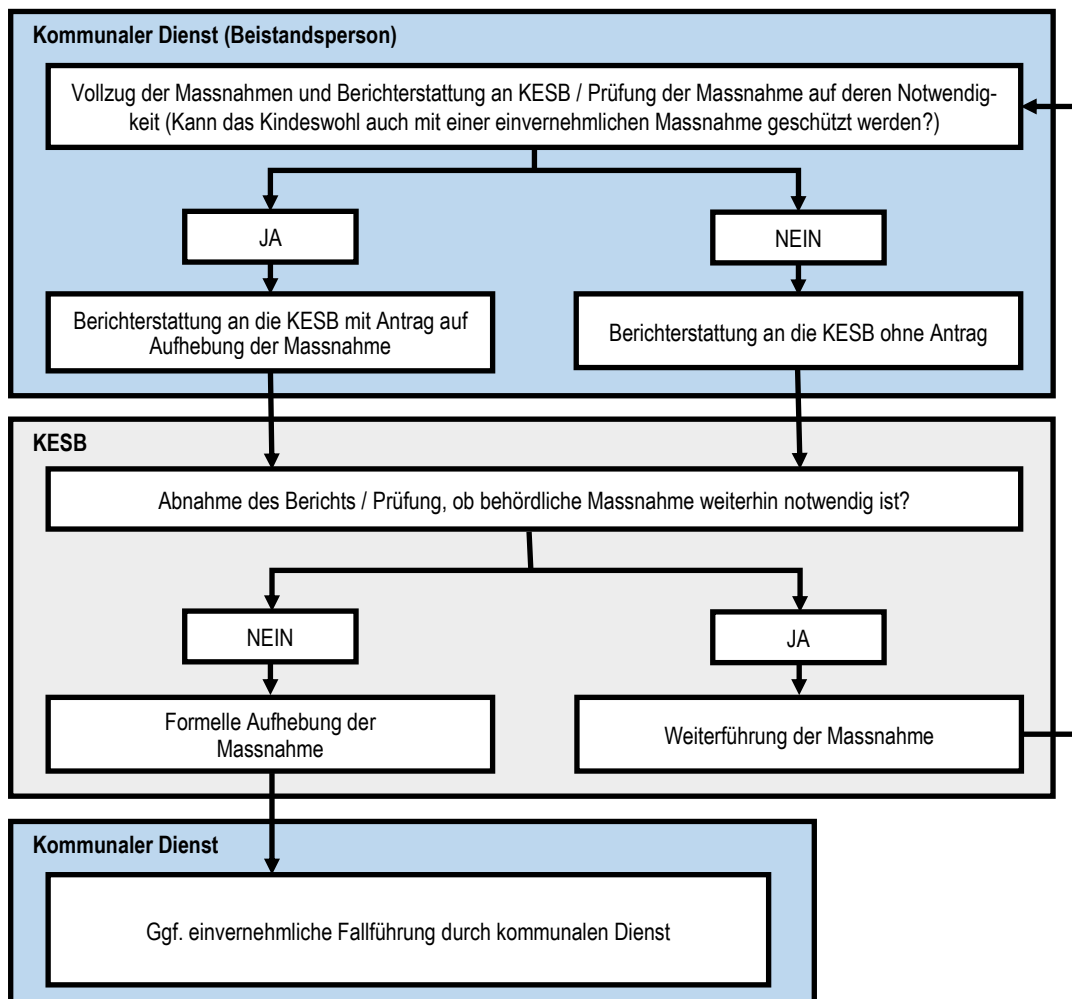 Kommunaler Dienst (Beistandsperson)
Vollzug der Massnahmen und Berichterstattung an KESB / Prüfung der Massnahme auf deren Notwendig-
keit (Kann das Kindeswohl auch mit einer einvernehmlichen Massnahme geschützt werden?)
JA
NEIN
Berichterstattung an die KESB mit Antrag auf
Aufhebung der Massnahme
Berichterstattung an die KESB ohne Antrag
KESB
Abnahme des Berichts / Prüfung, ob behördliche Massnahme weiterhin notwendig ist?
NEIN
JA
Formelle Aufhebung der
Massnahme
Weiterführung der Massnahme
Kommunaler Dienst
Ggf. einvernehmliche Fallführung durch kommunalen Dienst